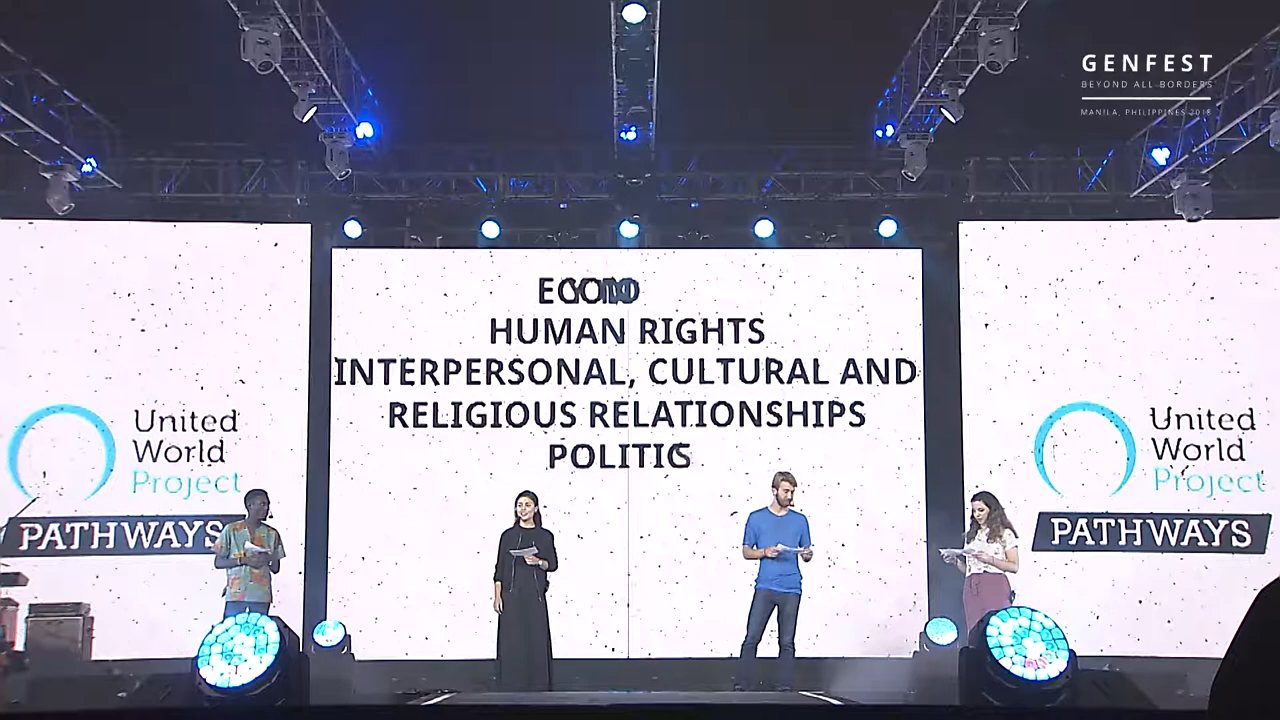 GENFEST
BEYOND ALL BORDERS
MANILA, PHILIPPINES 2018
HUMAN RIGHTS
INTERPERSONAL, CULTURAL AND
RELIGIOUS RELATIONSHIPS
POLITICS
United
World
Project
PATHWAYS
United
World
Project
PATHWAYS